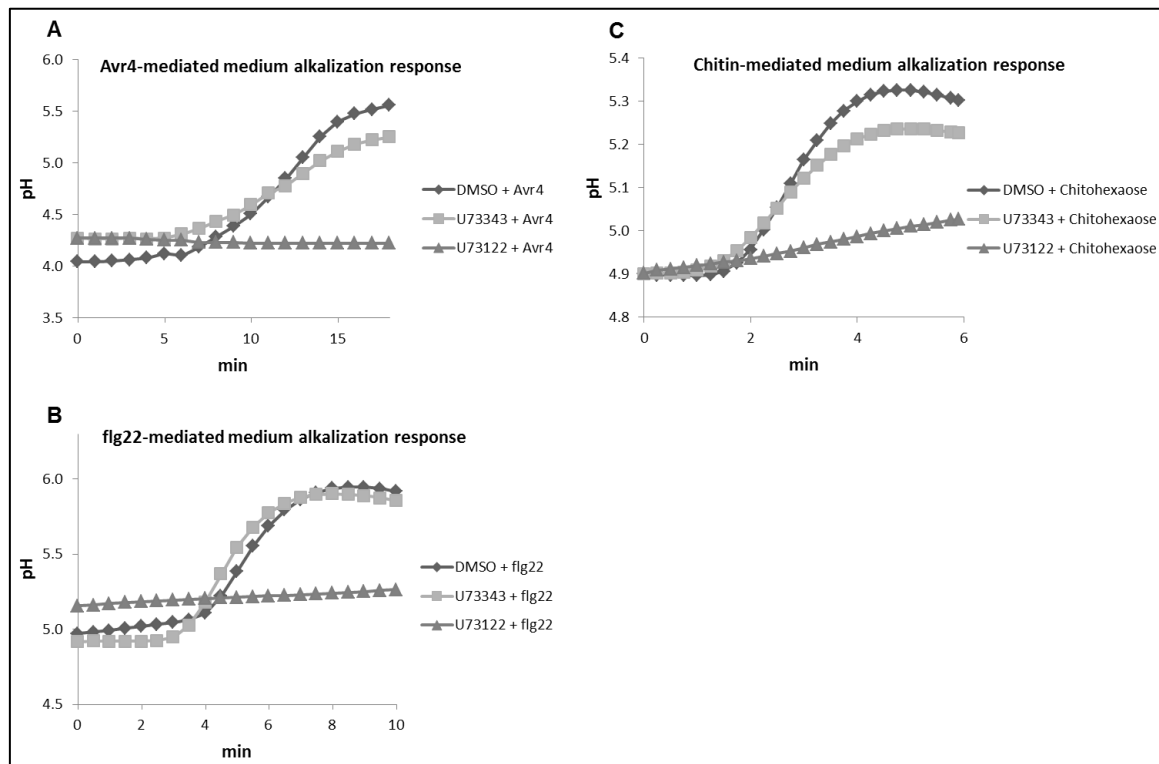 A
Avr4-mediated medium alkalization response
6.0
5.5
5.0
4.5
4.0
3.5
pH
0 5 10 15
min
DMSO + Avr4
U73343 + Avr4
U73122 + Avr4
C
Chitin-mediated medium alkalization response
5.4
5.3
5.2
5.1
5.0
4.9
4.8
pH
0 2 4 6
min
DMSO + Chitohexaose
U73343 + Chitohexaose
U73122 + Chitohexaose
B
flg22-mediated medium alkalization response
6.0
5.5
5.0
4.5
pH
0 2 4 6 8 10
min
DMSO + flg22
U73343 + flg22
U73122 + flg22